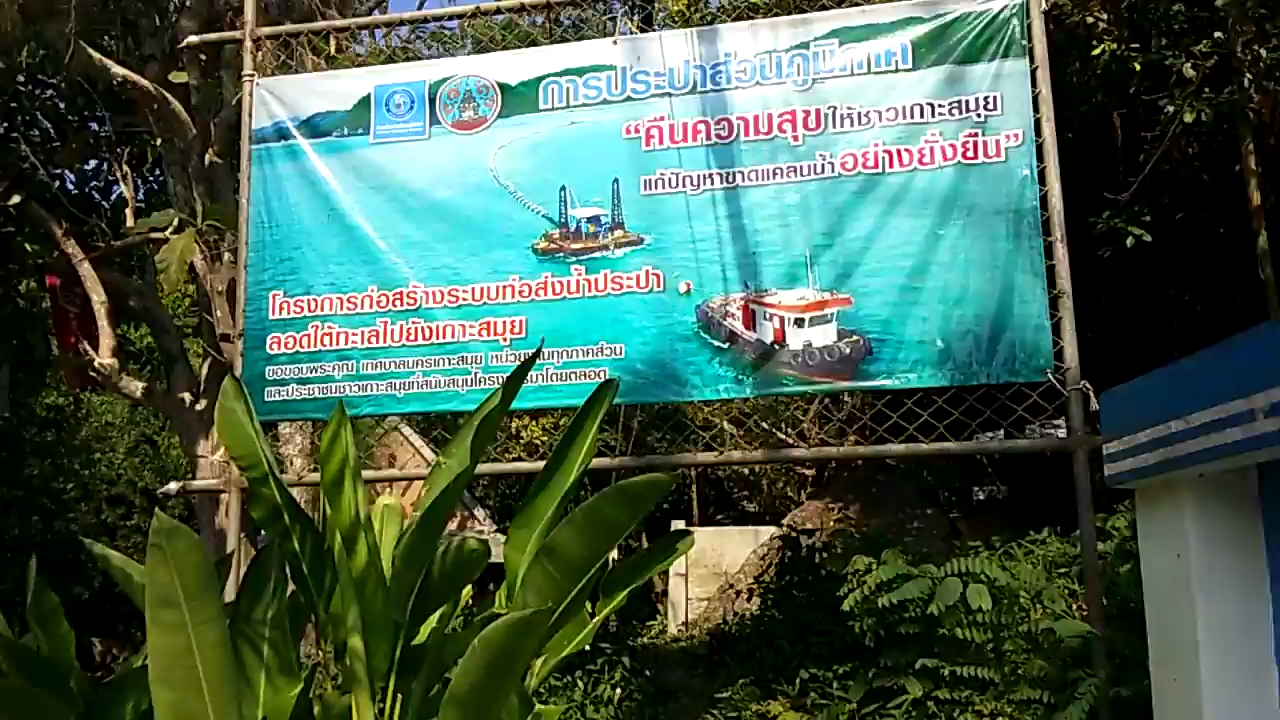 การประปาส่วนภูมิภาค
“คืนความสุข ให้ชาวเกาะสมุย
แก้ปัญหาขาดแคลนน้ำ อย่างยั่งยืน”
โครงการก่อสร้างระบบท่อส่งน้ำประปา
ลอดใต้ทะเลไปยังเกาะสมุย
ขอขอบพระคุณ เทศบาลนครเกาะสมุย ทุกภาคส่วน
และประชาชนชาวเกาะสมุยที่สนับสนุน มาโดยตลอด